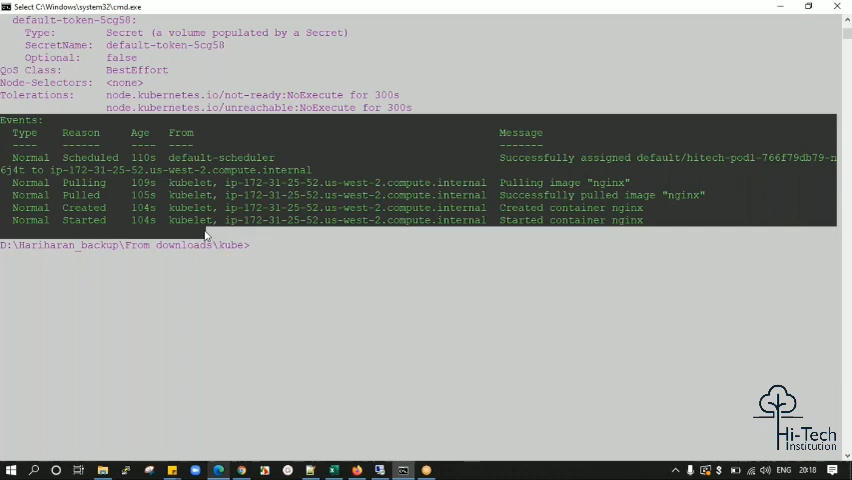 Select C:\Windows\system32\cmd.exe
default-token-5cg58:
Type: Secret (a volume populated by a Secret)
SecretName: default-token-5cg58
Optional: false
QoS Class: BestEffort
Node-Selectors: <none>
Tolerations: node.kubernetes.io/not-ready:NoExecute for 300s
node.kubernetes.io/unreachable:NoExecute for 300s
Events:
Type Reason Age From Message
---- ------ ---- ---- -------
Normal Scheduled 110s default-scheduler Successfully assigned default/hitech-pod1-766f79db79-n
6j4t to ip-172-31-25-52.us-west-2.compute.internal
Normal Pulling 109s kubelet, ip-172-31-25-52.us-west-2.compute.internal Pulling image "nginx"
Normal Pulled 105s kubelet, ip-172-31-25-52.us-west-2.compute.internal Successfully pulled image "nginx"
Normal Created 104s kubelet, ip-172-31-25-52.us-west-2.compute.internal Created container nginx
Normal Started 104s kubelet, ip-172-31-25-52.us-west-2.compute.internal Started container nginx
D:\Hariharan_backup\From downloads\kube>
Hi-Tech
Institution
ENG 20:18